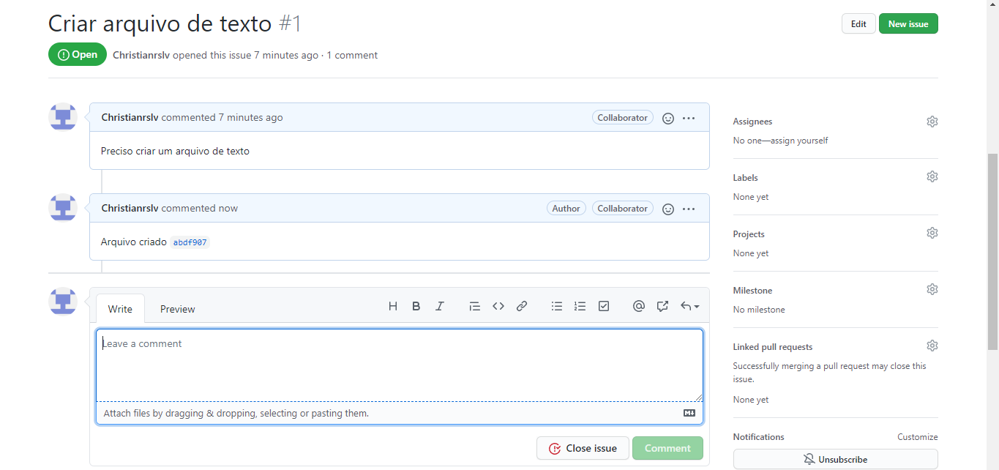 Criar arquivo de texto #1
Edit
New issue
Open
Christianrslv opened this issue 7 minutes ago · 1 comment
Christianrslv commented 7 minutes ago
Collaborator
Preciso criar um arquivo de texto
Christianrslv commented now
Author
Collaborator
Arquivo criado abdf907
Write
Preview
Leave a comment
Attach files by dragging & dropping, selecting or pasting them.
Close issue
Comment
Assignees
No one—assign yourself
Labels
None yet
Projects
None yet
Milestone
No milestone
Linked pull requests
Successfully merging a pull request may close this
issue.
None yet
Notifications
Customize
Unsubscribe